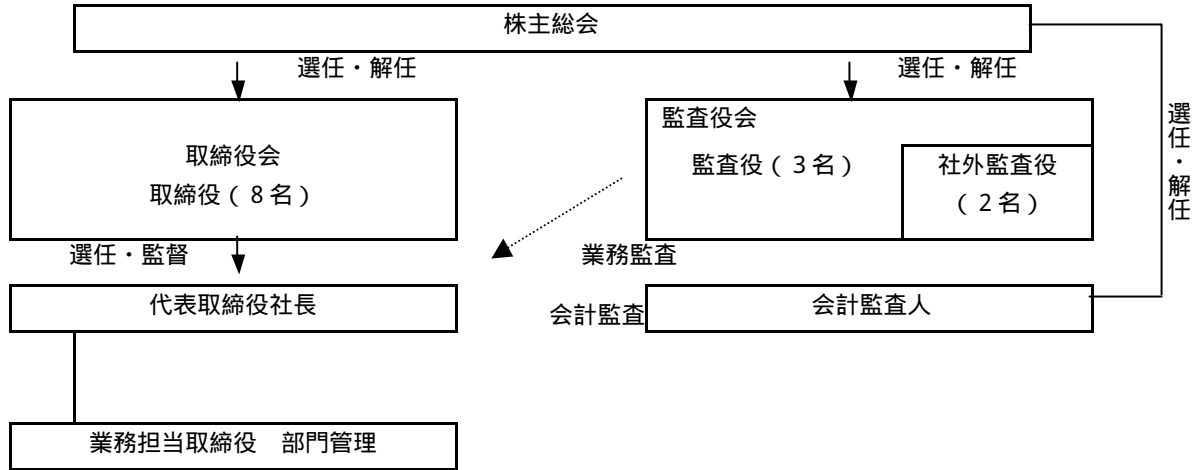 株主総会
選任・解任
選任・解任
選任・解任
取締役会
取締役(8名)
監査役会
監査役(3名)
社外監査役
(2名)
選任・監督
業務監査
代表取締役社長
会計監査
会計監査人
業務担当取締役　部門管理